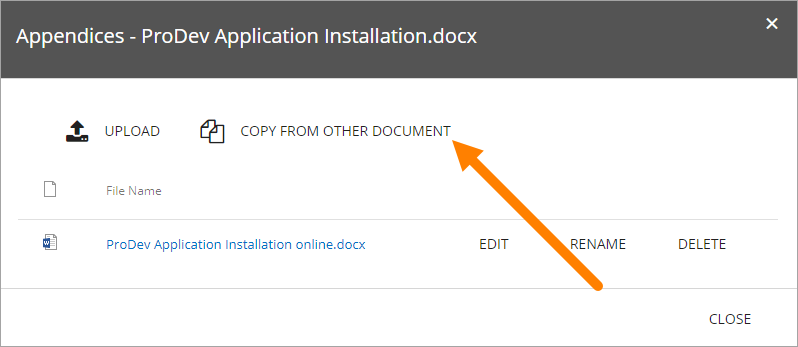 Appendices - ProDev Application Installation.docx
UPLOAD COPY FROM OTHER DOCUMENT
File Name
ProDev Application Installation online.docx EDIT RENAME DELETE
CLOSE